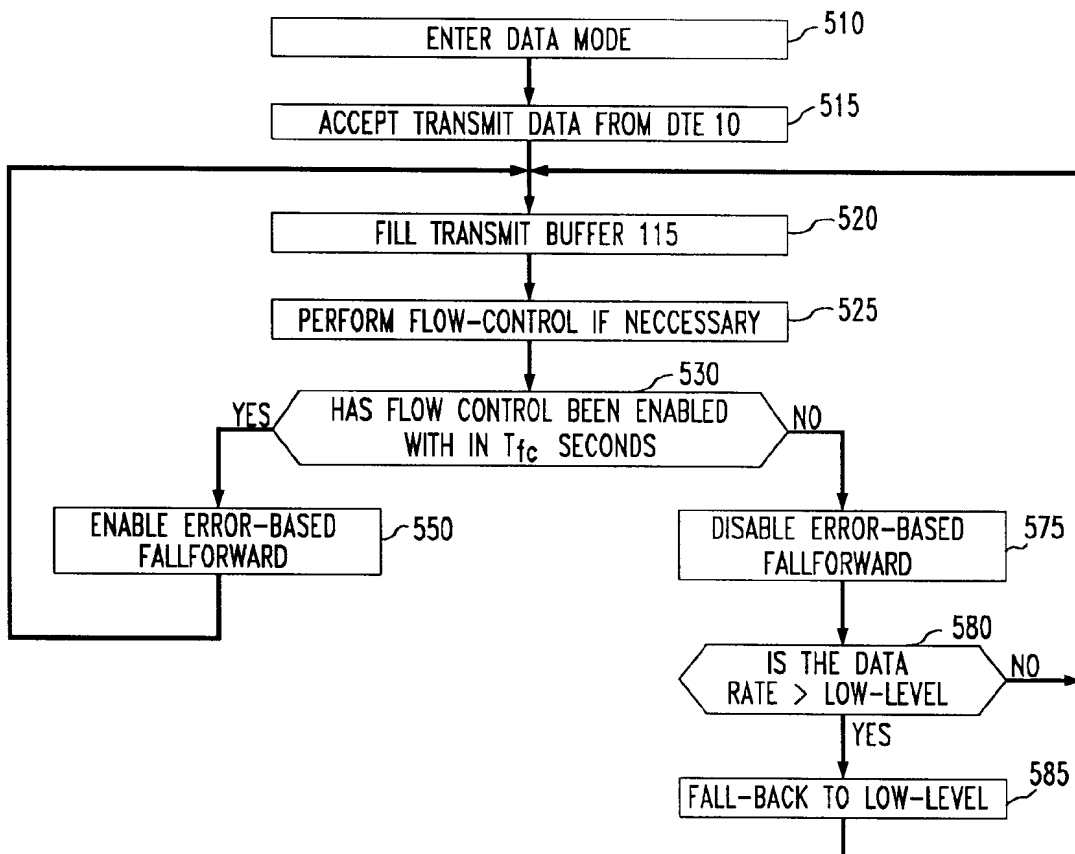 ENTER DATA MODE
510
ACCEPT TRANSMIT DATA FROM DTE 10
515
FILL TRANSMIT BUFFER 115
520
PERFORM FLOW-CONTROL IF NECCESSARY
525
530
YES
HAS FLOW CONTROL BEEN ENABLED
WITH IN Tfc SECONDS
NO
ENABLE ERROR-BASED
FALLFORWARD
550
DISABLE ERROR-BASED
FALLFORWARD
575
580
IS THE DATA
RATE > LOW-LEVEL
NO
YES
FALL-BACK TO LOW-LEVEL
585